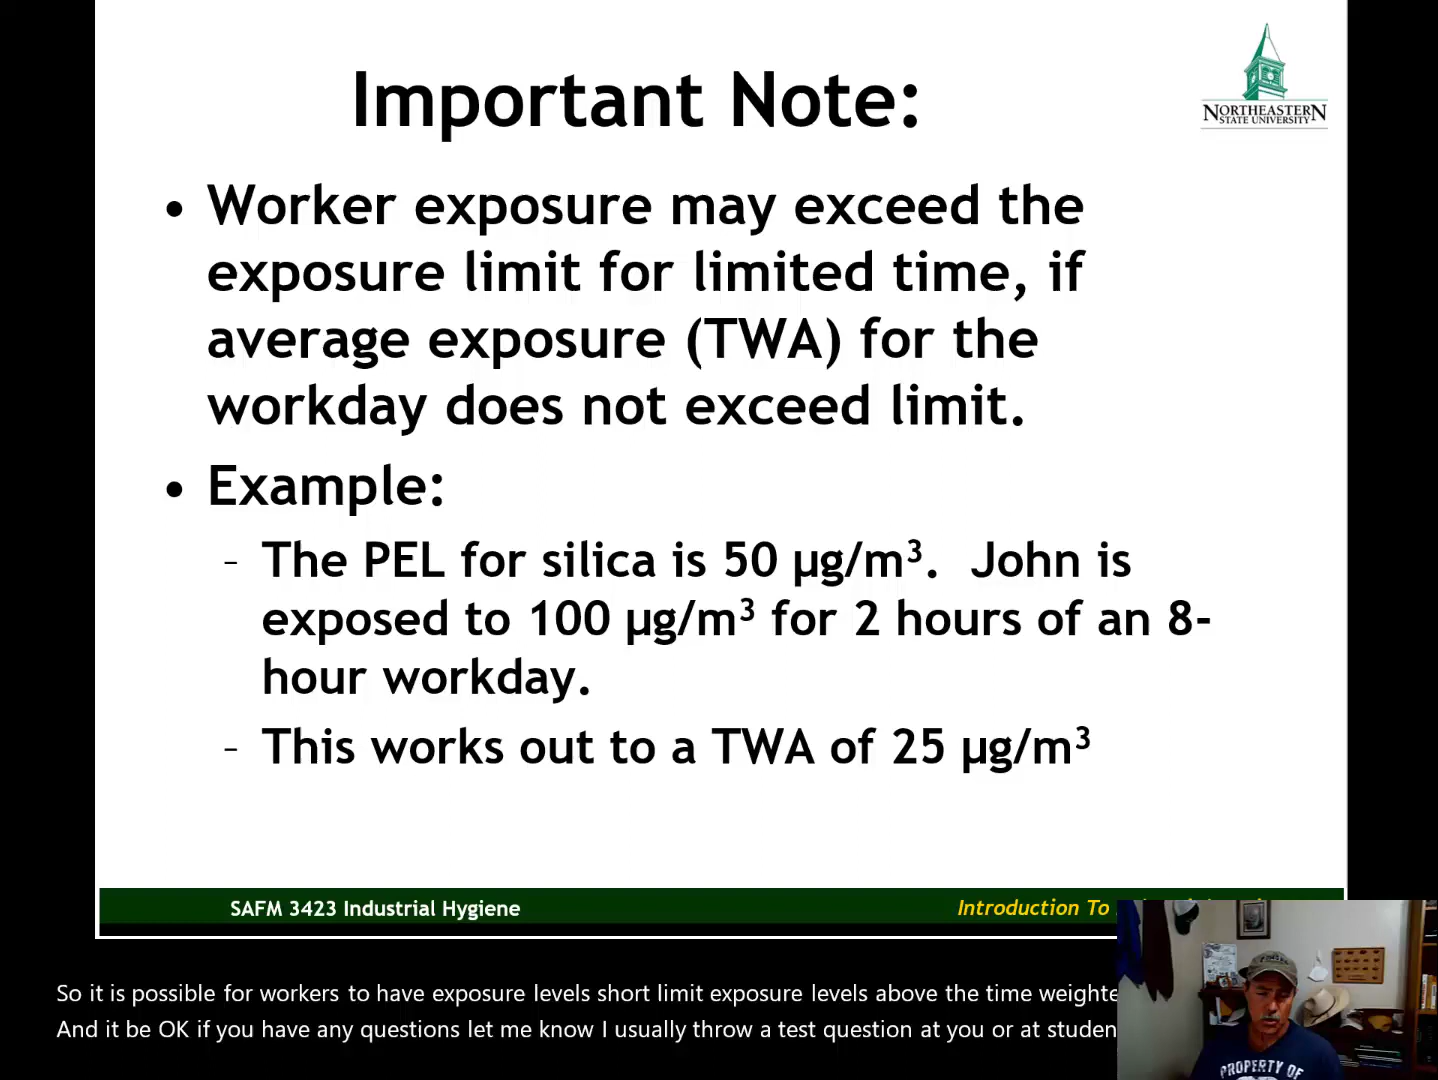 Important Note:
NORTHEASTERN
STATE UNIVERSITY
• Worker exposure may exceed the
exposure limit for limited time, if
average exposure (TWA) for the
workday does not exceed limit.
• Example:
– The PEL for silica is 50 µg/m³. John is
exposed to 100 µg/m³ for 2 hours of an 8-
hour workday.
– This works out to a TWA of 25 µg/m³
SAFM 3423 Industrial Hygiene
Introduction To
So it is possible for workers to have exposure levels short limit exposure levels above the time
And it be OK if you have any questions let me know I usually throw a test question at you or at
PROPERTY OF